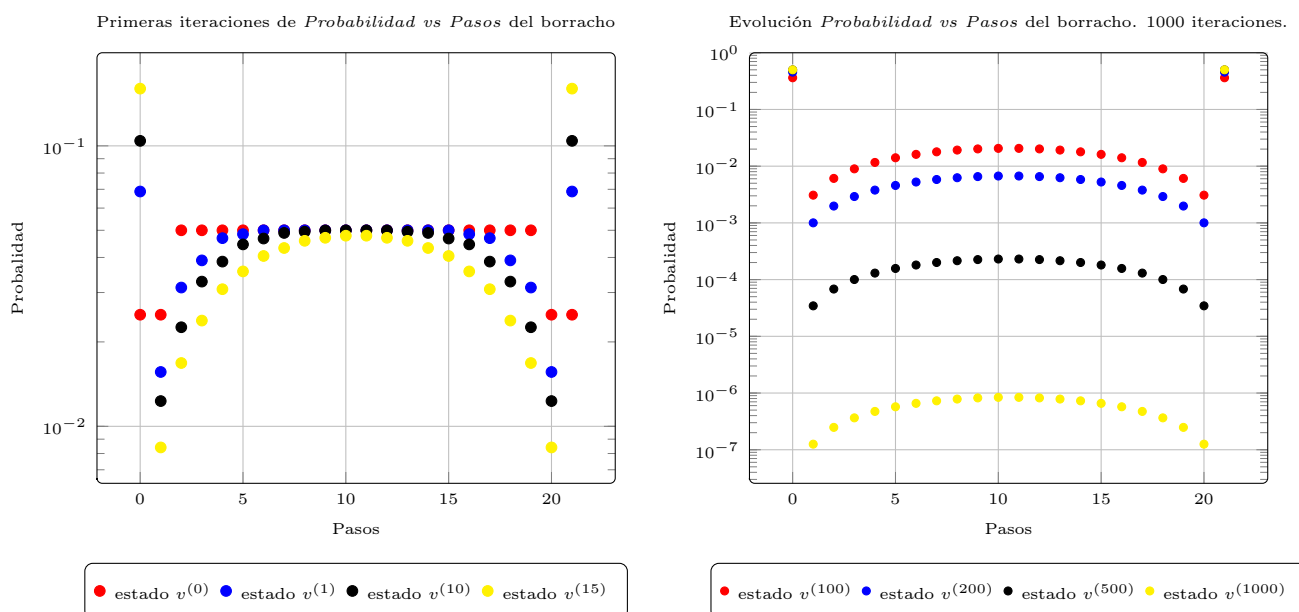 Primeras iteraciones de Probabilidad vs Pasos del borracho
10^{-1}
10^{-2}
Probalidad
0 5 10 15 20
Pasos
estado v^{(0)} estado v^{(1)} estado v^{(10)} estado v^{(15)}
Evolución Probabilidad vs Pasos del borracho. 1000 iteraciones.
10^{0}
10^{-1}
10^{-2}
10^{-3}
10^{-4}
10^{-5}
10^{-6}
10^{-7}
Probalidad
0 5 10 15 20
Pasos
estado v^{(100)} estado v^{(200)} estado v^{(500)} estado v^{(1000)}